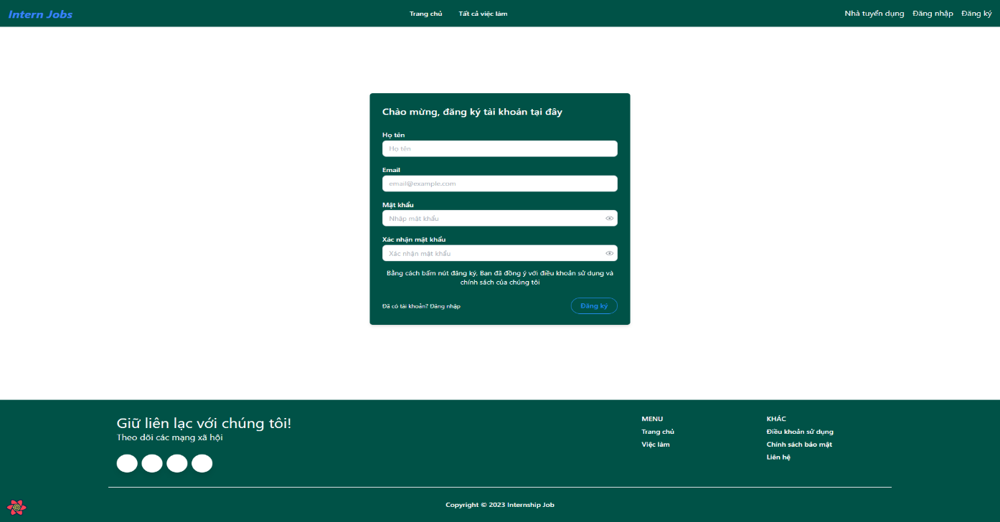 Intern Jobs
Trang chủ
Tất cả việc làm
Nhà tuyển dụng
Đăng nhập
Đăng ký
Chào mừng, đăng ký tài khoản tại đây
Họ tên
Họ tên
Email
email@example.com
Mật khẩu
Nhập mật khẩu
Xác nhận mật khẩu
Xác nhận mật khẩu
Bằng cách bấm nút đăng ký, Bạn đã đồng ý với điều khoản sử dụng và
chính sách của chúng tôi
Đã có tài khoản? Đăng nhập
Đăng ký
Giữ liên lạc với chúng tôi!
Theo dõi các mạng xã hội
MENU
Trang chủ
Việc làm
KHÁC
Điều khoản sử dụng
Chính sách bảo mật
Liên hệ
Copyright © 2023 Internship Job